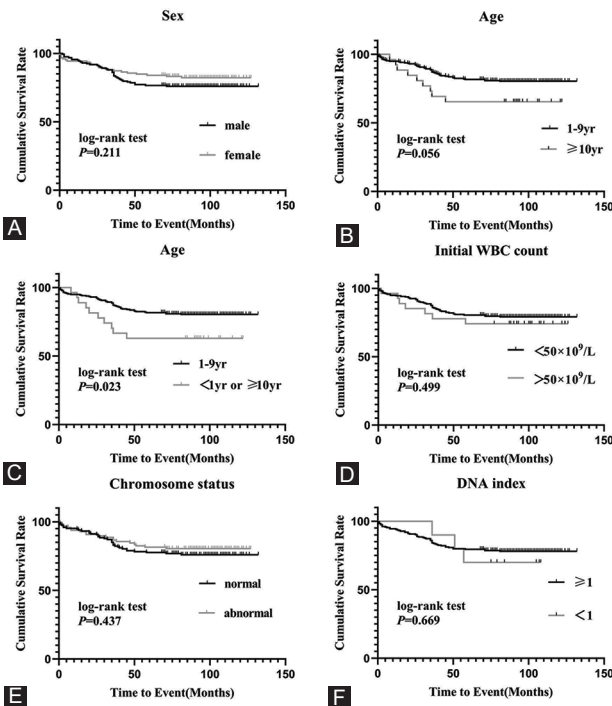 Sex
Cumulative Survival Rate
100
50
0
0 50 100 150
log-rank test
P=0.211
male
female
Time to Event(Months)
A
Age
Cumulative Survival Rate
100
50
0
0 50 100 150
log-rank test
P=0.056
1-9yr
≥10yr
Time to Event(Months)
B
Age
Cumulative Survival Rate
100
50
0
0 50 100 150
log-rank test
P=0.023
1-9yr
<1yr or ≥10yr
Time to Event(Months)
C
Initial WBC count
Cumulative Survival Rate
100
50
0
0 50 100 150
log-rank test
P=0.499
<50×10⁹/L
>50×10⁹/L
Time to Event(Months)
D
Chromosome status
Cumulative Survival Rate
100
50
0
0 50 100 150
log-rank test
P=0.437
normal
abnormal
Time to Event(Months)
E
DNA index
Cumulative Survival Rate
100
50
0
0 50 100 150
log-rank test
P=0.669
≥1
<1
Time to Event(Months)
F